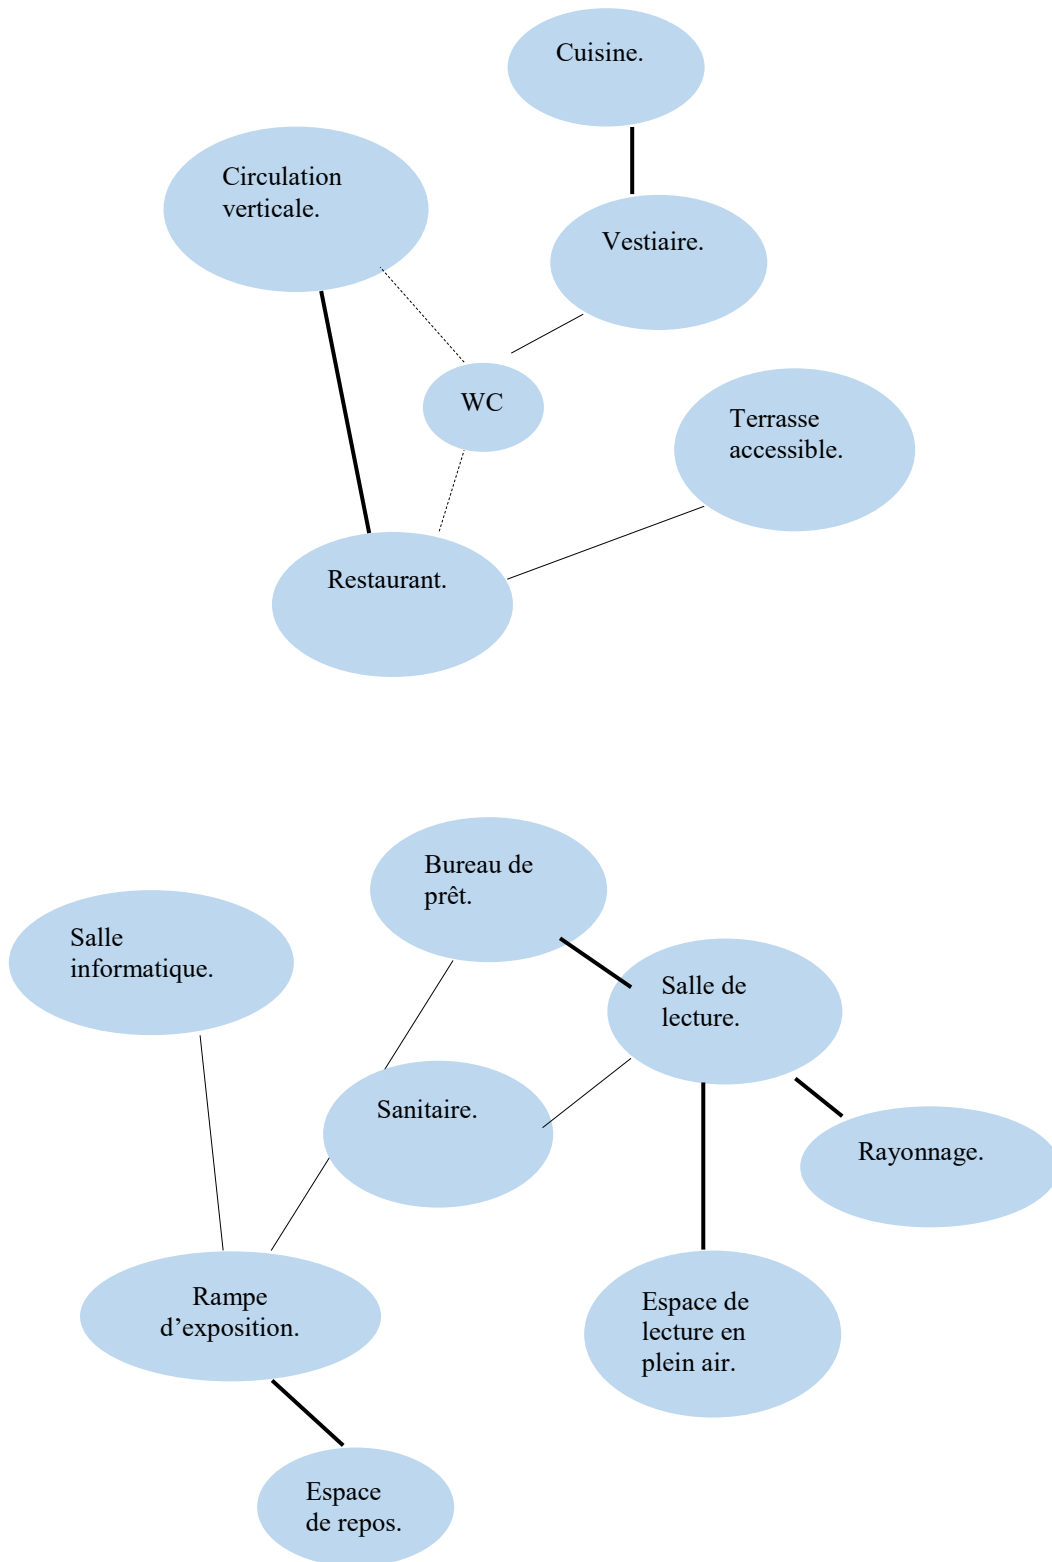 Cuisine.
Circulation
verticale.
Vestiaire.
WC
Terrasse
accessible.
Restaurant.
Bureau de
prêt.
Salle
informatique.
Salle de
lecture.
Sanitaire.
Rayonnage.
Rampe
d’exposition.
Espace de
lecture en
plein air.
Espace
de repos.